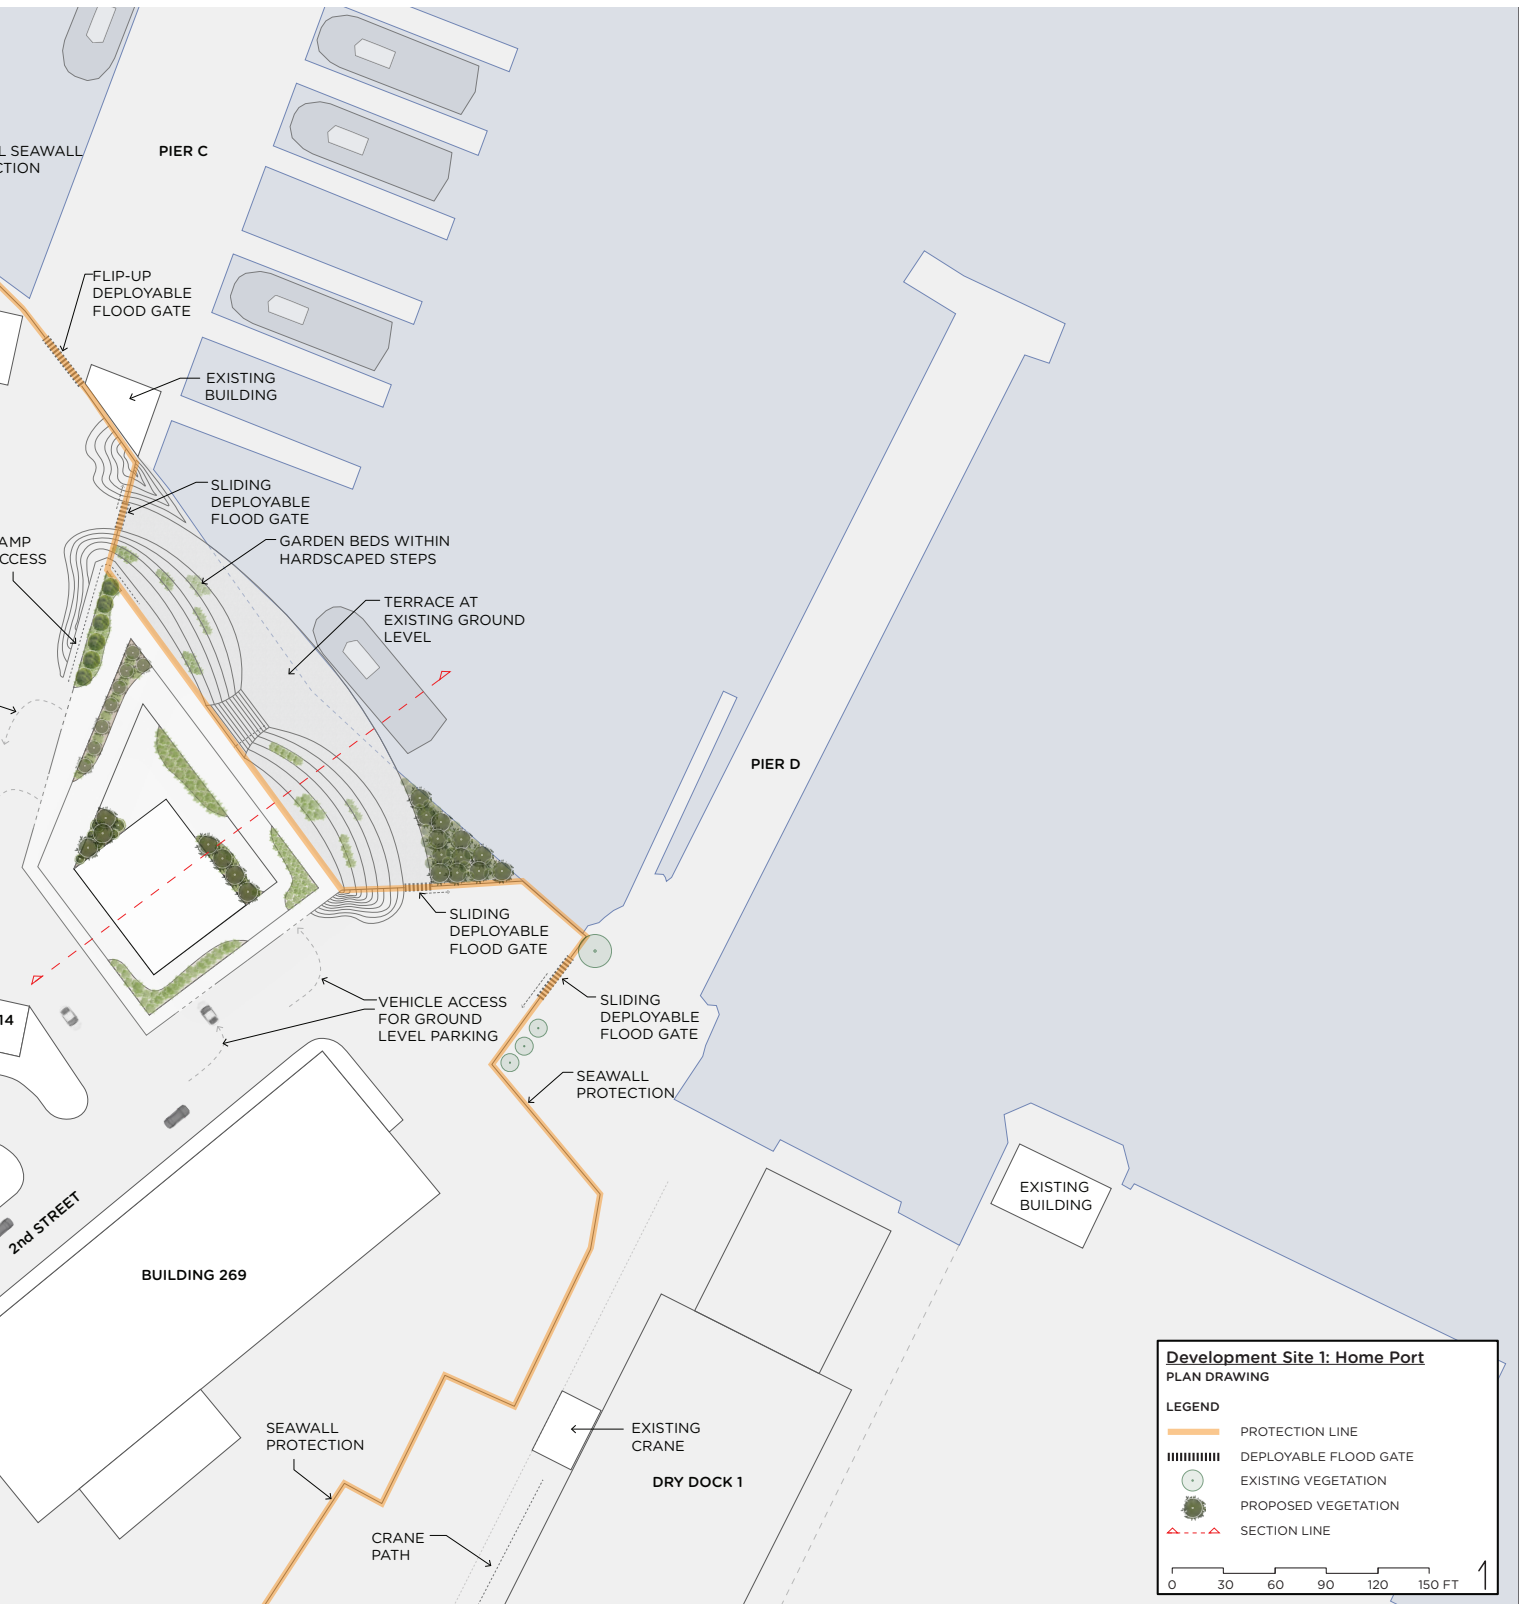 L SEAWALL
CTION
PIER C
FLIP-UP
DEPLOYABLE
FLOOD GATE
EXISTING
BUILDING
SLIDING
DEPLOYABLE
FLOOD GATE
AMP
CCESS
GARDEN BEDS WITHIN
HARDSCAPED STEPS
TERRACE AT
EXISTING GROUND
LEVEL
PIER D
SLIDING
DEPLOYABLE
FLOOD GATE
VEHICLE ACCESS
FOR GROUND
LEVEL PARKING
SLIDING
DEPLOYABLE
FLOOD GATE
14
SEAWALL
PROTECTION
EXISTING
BUILDING
2nd STREET
BUILDING 269
SEAWALL
PROTECTION
EXISTING
CRANE
DRY DOCK 1
CRANE
PATH
Development Site 1: Home Port
PLAN DRAWING
LEGEND
PROTECTION LINE
DEPLOYABLE FLOOD GATE
EXISTING VEGETATION
PROPOSED VEGETATION
SECTION LINE
0 30 60 90 120 150 FT